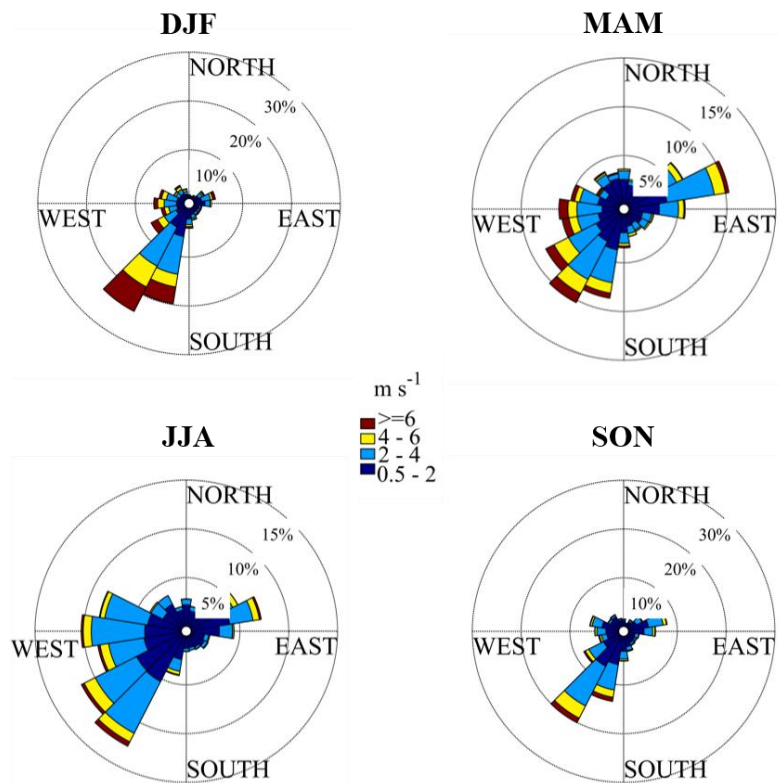 DJF
NORTH
30%
20%
10%
WEST
EAST
SOUTH
MAM
NORTH
15%
10%
5%
WEST
EAST
SOUTH
m s⁻¹
>=6
4 - 6
2 - 4
0.5 - 2
JJA
NORTH
15%
10%
5%
WEST
EAST
SOUTH
SON
NORTH
30%
20%
10%
WEST
EAST
SOUTH